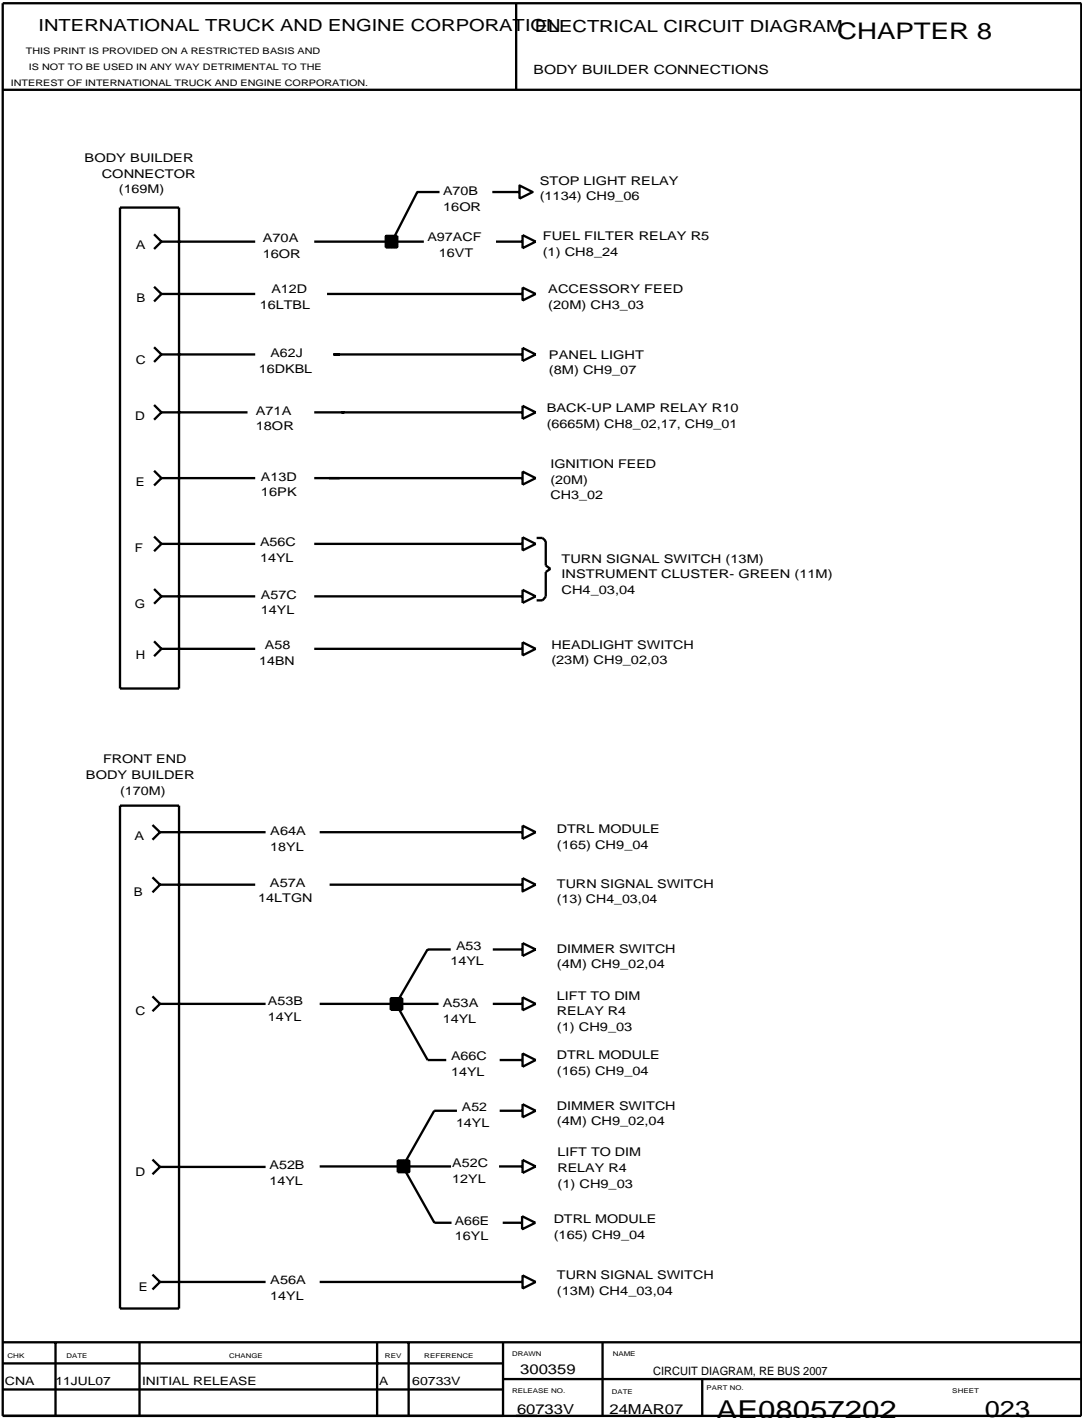 INTERNATIONAL TRUCK AND ENGINE CORPORATION
THIS PRINT IS PROVIDED ON A RESTRICTED BASIS AND
IS NOT TO BE USED IN ANY WAY DETRIMENTAL TO THE
INTEREST OF INTERNATIONAL TRUCK AND ENGINE CORPORATION.
ELECTRICAL CIRCUIT DIAGRAM
CHAPTER 8
BODY BUILDER CONNECTIONS
BODY BUILDER
CONNECTOR
(169M)
A
A70A
16OR
A70B
16OR
STOP LIGHT RELAY
(1134) CH9_06
A97ACF
16VT
FUEL FILTER RELAY R5
(1) CH8_24
B
A12D
16LTBL
ACCESSORY FEED
(20M) CH3_03
C
A62J
16DKBL
PANEL LIGHT
(8M) CH9_07
D
A71A
18OR
BACK-UP LAMP RELAY R10
(6665M) CH8_02,17, CH9_01
E
A13D
16PK
IGNITION FEED
(20M)
CH3_02
F
A56C
14YL
G
A57C
14YL
TURN SIGNAL SWITCH (13M)
INSTRUMENT CLUSTER- GREEN (11M)
CH4_03,04
H
A58
14BN
HEADLIGHT SWITCH
(23M) CH9_02,03
FRONT END
BODY BUILDER
(170M)
A
A64A
18YL
DTRL MODULE
(165) CH9_04
B
A57A
14LTGN
TURN SIGNAL SWITCH
(13) CH4_03,04
C
A53B
14YL
A53
14YL
DIMMER SWITCH
(4M) CH9_02,04
A53A
14YL
LIFT TO DIM
RELAY R4
(1) CH9_03
A66C
14YL
DTRL MODULE
(165) CH9_04
D
A52B
14YL
A52
14YL
DIMMER SWITCH
(4M) CH9_02,04
A52C
12YL
LIFT TO DIM
RELAY R4
(1) CH9_03
A66E
16YL
DTRL MODULE
(165) CH9_04
E
A56A
14YL
TURN SIGNAL SWITCH
(13M) CH4_03,04
CHK DATE CHANGE REV REFERENCE
CNA 11JUL07 INITIAL RELEASE A 60733V
DRAWN
300359
NAME
CIRCUIT DIAGRAM, RE BUS 2007
RELEASE NO.
60733V
DATE
24MAR07
PART NO.
AE08057202
SHEET
023